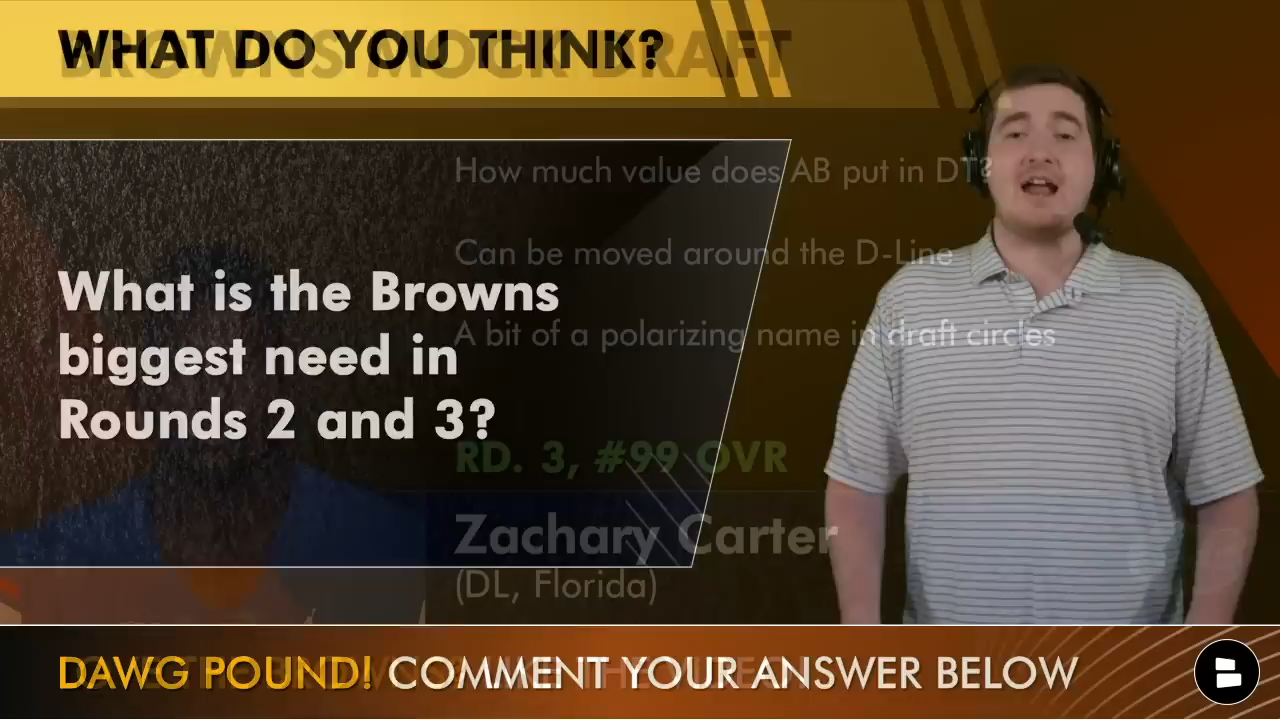 WHAT DO YOU THINK?
BROWNS MOCK DRAFT
How much value does AB put in DT?
Can be moved around the D-Line
A bit of a polarizing name in draft circles
What is the Browns
biggest need in
Rounds 2 and 3?
RD. 3, #99 OVR
Zachary Carter
(DL, Florida)
DAWG POUND! COMMENT YOUR ANSWER BELOW